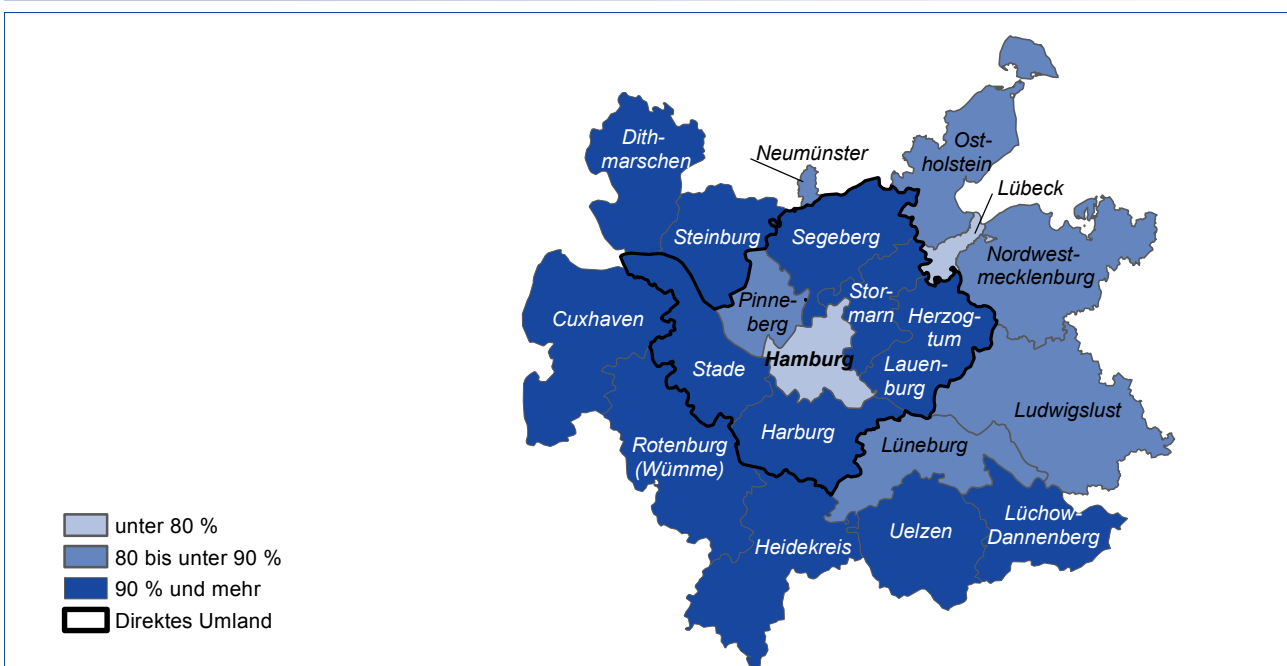 Dith-
marschen
Neumünster
Ost-
holstein
Lübeck
Steinburg
Segeberg
Nordwest-
mecklenburg
Pinne-
berg
Stor-
marn
Herzog-
tum
Lauen-
burg
Cuxhaven
Stade
Hamburg
Ludwigslust
Harburg
Lüneburg
Rotenburg
(Wümme)
Heidekreis
Uelzen
Lüchow-
Dannenberg
unter 80 %
80 bis unter 90 %
90 % und mehr
Direktes Umland